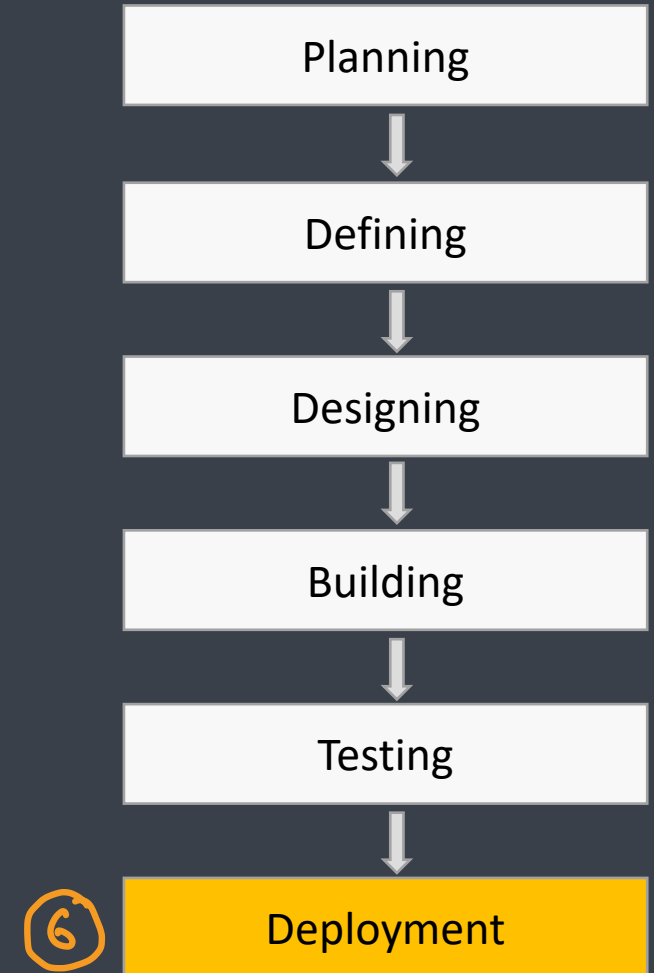 Planning
Defining
Designing
Building
Testing
6 Deployment